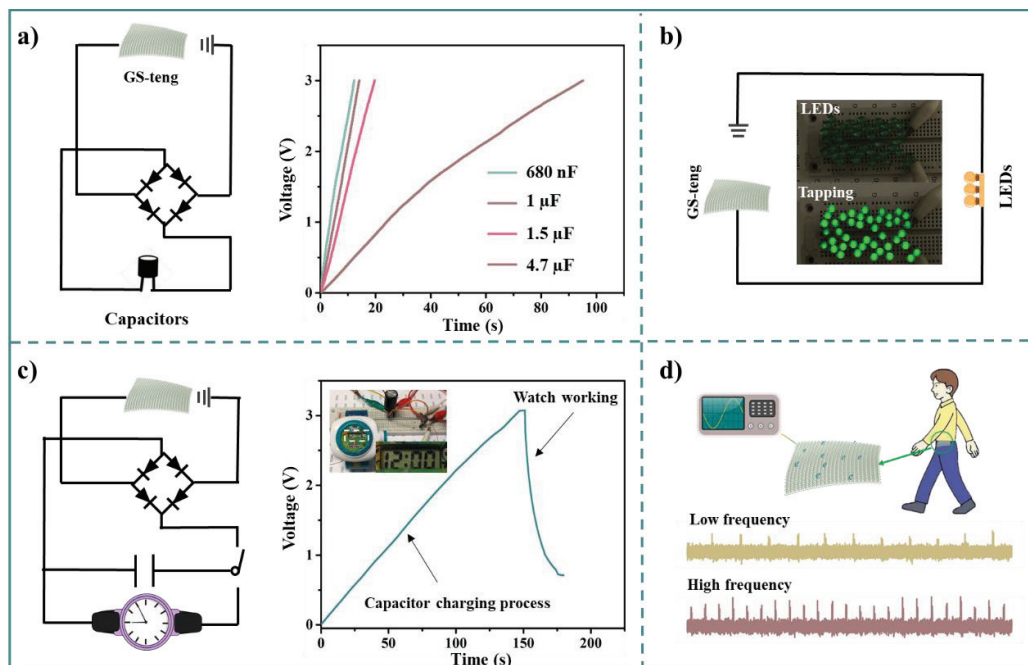 a)
GS-teng
Capacitors
Voltage (V)
3
2
1
0
0
20
40
60
80
100
Time (s)
680 nF
1 µF
1.5 µF
4.7 µF
b)
GS-teng
LEDs
Tapping
LEDs
c)
Voltage (V)
3
2
1
0
0
50
100
150
200
Time (s)
12:00
Watch working
Capacitor charging process
d)
Low frequency
High frequency